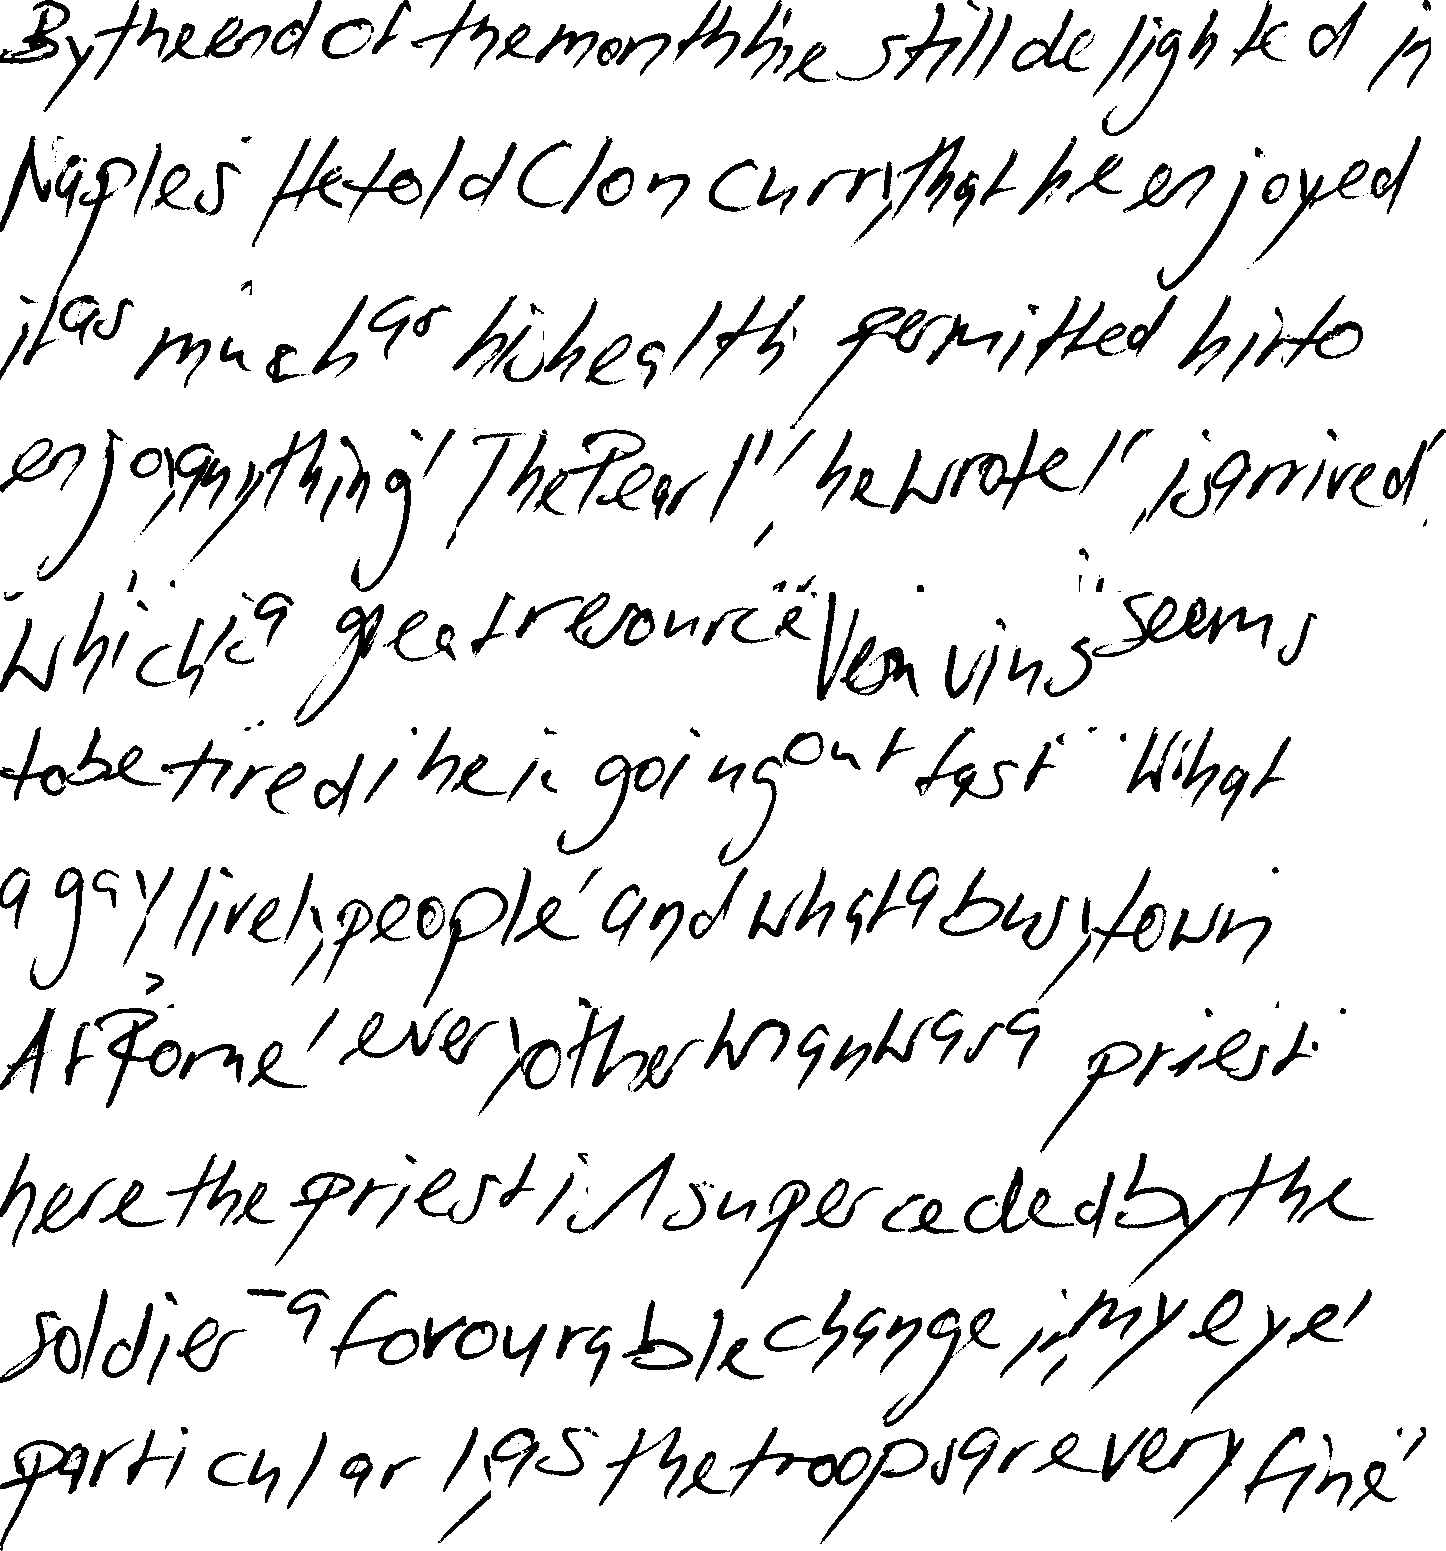 By the end of the month he still delighted in
Naples. He told Cloncurry that he enjoyed
it as much as his health permitted him to
enjoy anything. 'The Pearl', he wrote, 'is arrived,
which is a great resource. Vesuvius seems
to be tired; he is going out fast. What
a gay lively people, and what a busy town.
At Rome, every other man was a priest;
here the priest is superceded by the
soldier - a favourable change in my eye,
particularly as the troops are very fine.'